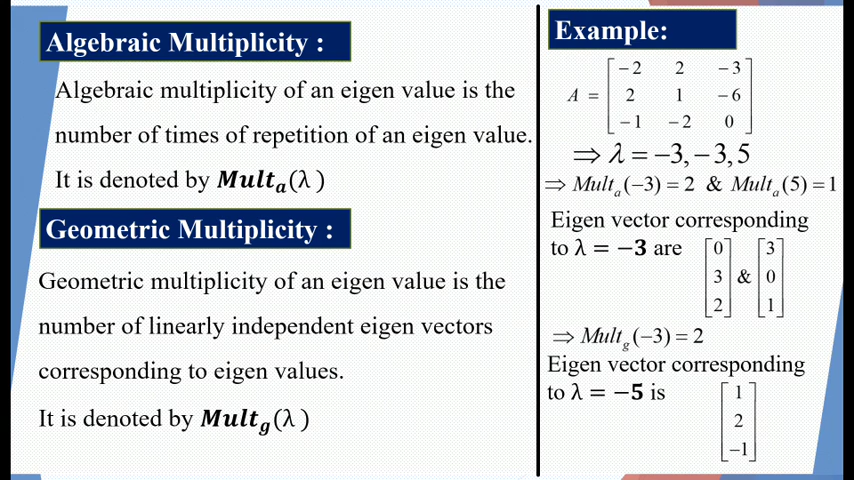 Algebraic Multiplicity :
Algebraic multiplicity of an eigen value is the
number of times of repetition of an eigen value.
It is denoted by Mult_a(λ )
Geometric Multiplicity :
Geometric multiplicity of an eigen value is the
number of linearly independent eigen vectors
corresponding to eigen values.
It is denoted by Mult_g(λ )
Example:
−2 2 −3
A = 2 1 −6
−1 −2 0
⇒ λ = −3, −3, 5
⇒ Mult_a(−3) = 2 & Mult_a(5) = 1
Eigen vector corresponding
to λ = −3 are
0 3
3 & 0
2 1
⇒ Mult_g(−3) = 2
Eigen vector corresponding
to λ = −5 is
1
2
−1